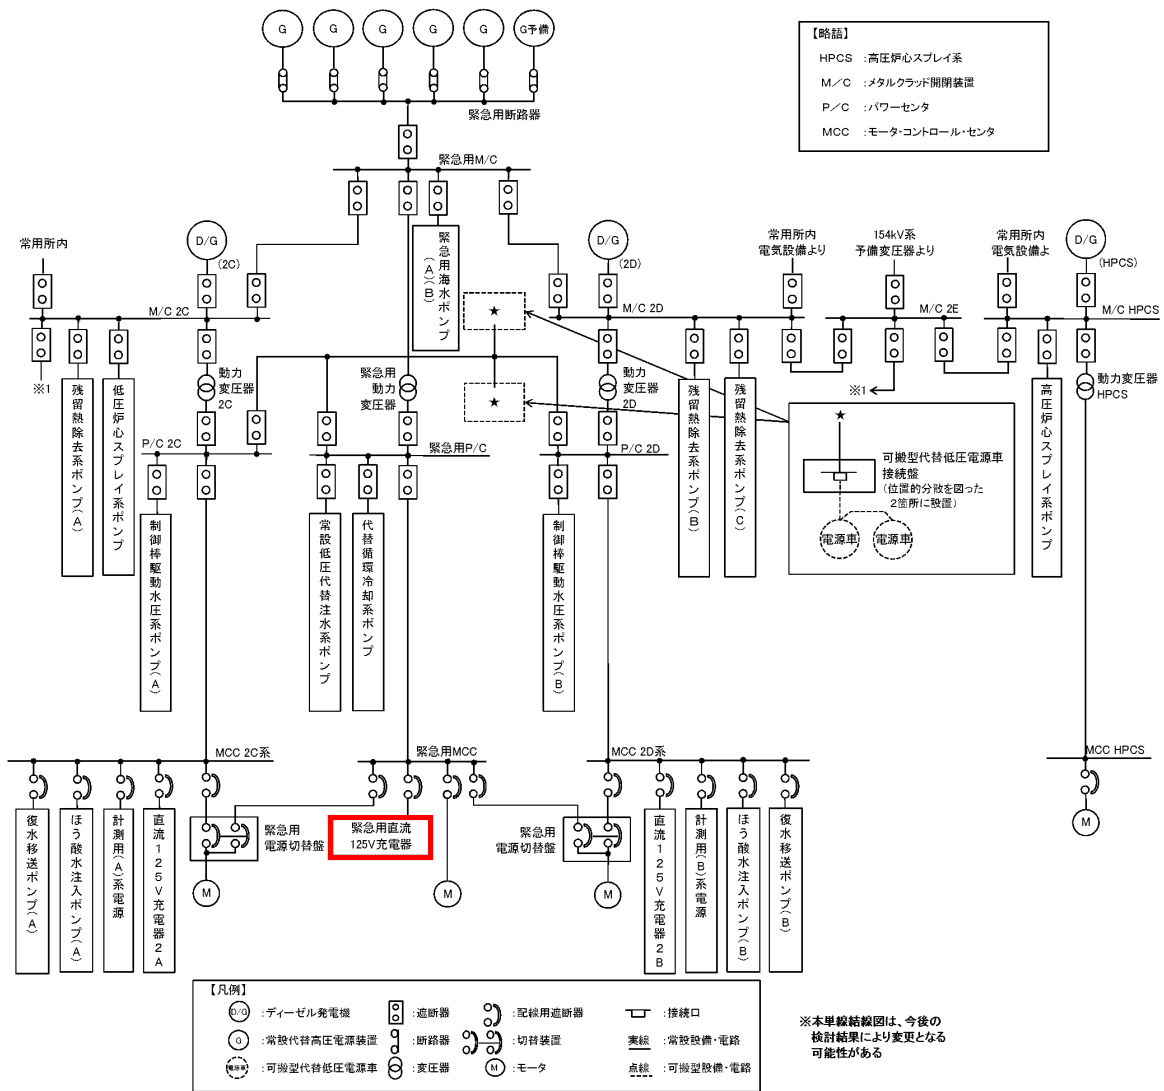 G G G G G G予備
【略語】
HPCS :高圧炉心スプレイ系
M/C :メタルクラッド開閉装置
P/C :パワーセンタ
MCC :モータ・コントロール・センタ
緊急用断路器
緊急用M/C
常用所内
D/G
(2C)
緊急用海水ポンプ(A)(B)
D/G
(2D)
常用所内
電気設備より
154kV系
予備変圧器より
常用所内
電気設備よ
D/G
(HPCS)
M/C 2C
M/C 2D
M/C 2E
M/C HPCS
★
★
※1
残留熱除去系ポンプ(A)
低圧炉心スプレイ系ポンプ
動力
変圧器
2C
緊急用
動力
変圧器
動力
変圧器
2D
残留熱除去系ポンプ(B)
残留熱除去系ポンプ(C)
※1
高圧炉心スプレイ系ポンプ
動力変圧器
HPCS
★
可搬型代替低圧電源車
接続盤
(位置的分散を図った
2箇所に設置)
電源車 電源車
P/C 2C
緊急用P/C
P/C 2D
制御棒駆動水圧系ポンプ(A)
常設低圧代替注水系ポンプ
代替循環冷却系ポンプ
制御棒駆動水圧系ポンプ(B)
MCC 2C系
緊急用MCC
MCC 2D系
MCC HPCS
復水移送ポンプ(A)
ほう酸水注入ポンプ(A)
計測用(A)系電源
直流125V充電器2A
緊急用
電源切替盤
緊急用直流
125V充電器
緊急用
電源切替盤
直流125V充電器2B
計測用(B)系電源
ほう酸水注入ポンプ(B)
復水移送ポンプ(B)
M
M
M
M
【凡例】
D/G :ディーゼル発電機 :遮断器 :配線用遮断器 :接続口
G :常設代替高圧電源装置 :断路器 :切替装置 実線 :常設設備・電路
電源車 :可搬型代替低圧電源車 :変圧器 M :モータ 点線 :可搬型設備・電路
※本単線結線図は、今後の
検討結果により変更となる
可能性がある